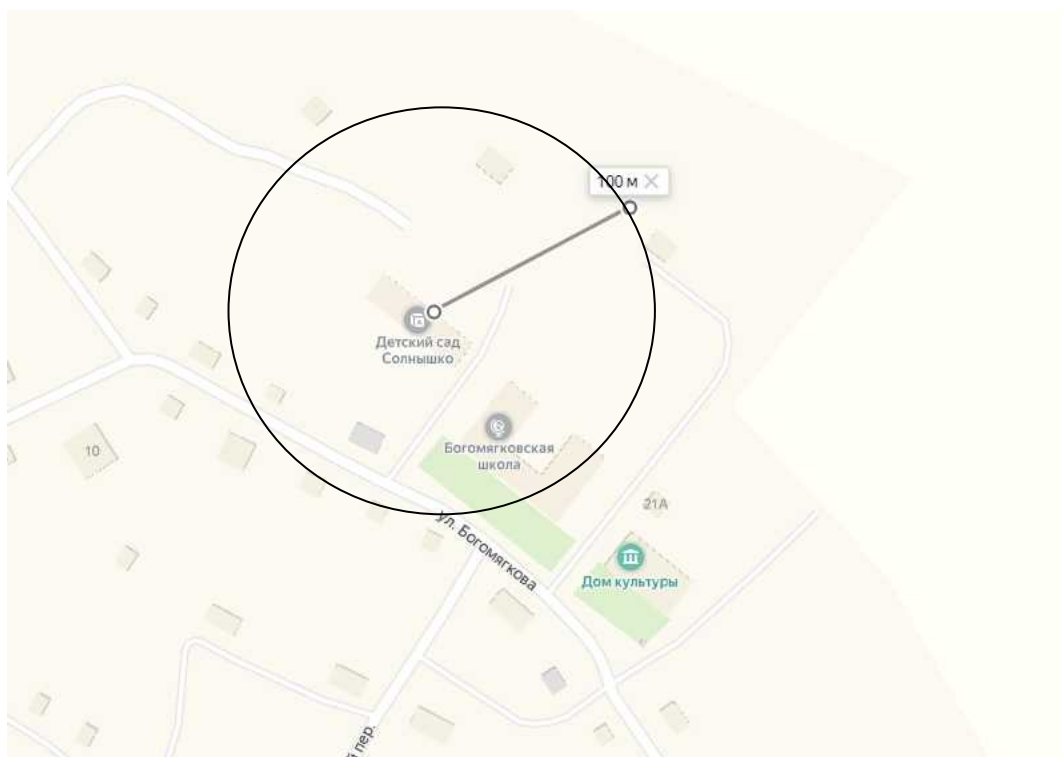 100 м
Детский сад
Солнышко
10
Богомягковская
школа
21А
ул. Богомягкова
Дом культуры
пер.